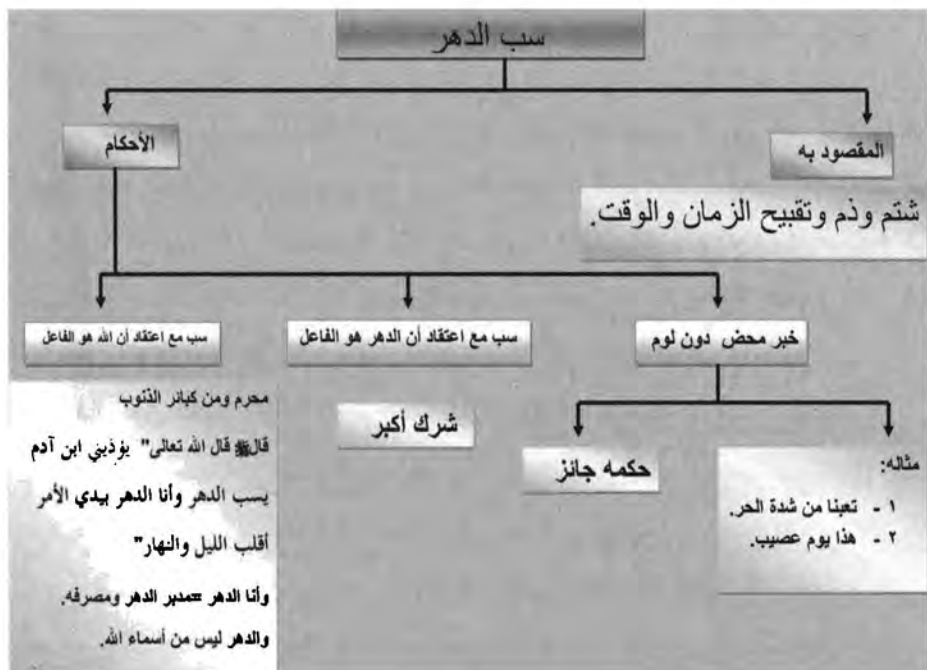 سب الدهر
المقصود به
شتم وذم وتقبيح الزمان والوقت.
الأحكام
خبر محض دون لوم
مثاله:
١ - تعبنا من شدة الحر.
٢ - هذا يوم عصيب.
حكمه جائز
سب مع اعتقاد أن الدهر هو الفاعل
شرك أكبر
سب مع اعتقاد أن الله هو الفاعل
محرم ومن كبائر الذنوب
قال ﷺ قال الله تعالى" يؤذيني ابن آدم
يسب الدهر وأنا الدهر بيدي الأمر
أقلب الليل والنهار"
وأنا الدهر =مدبر الدهر ومصرفه.
والدهر ليس من أسماء الله.